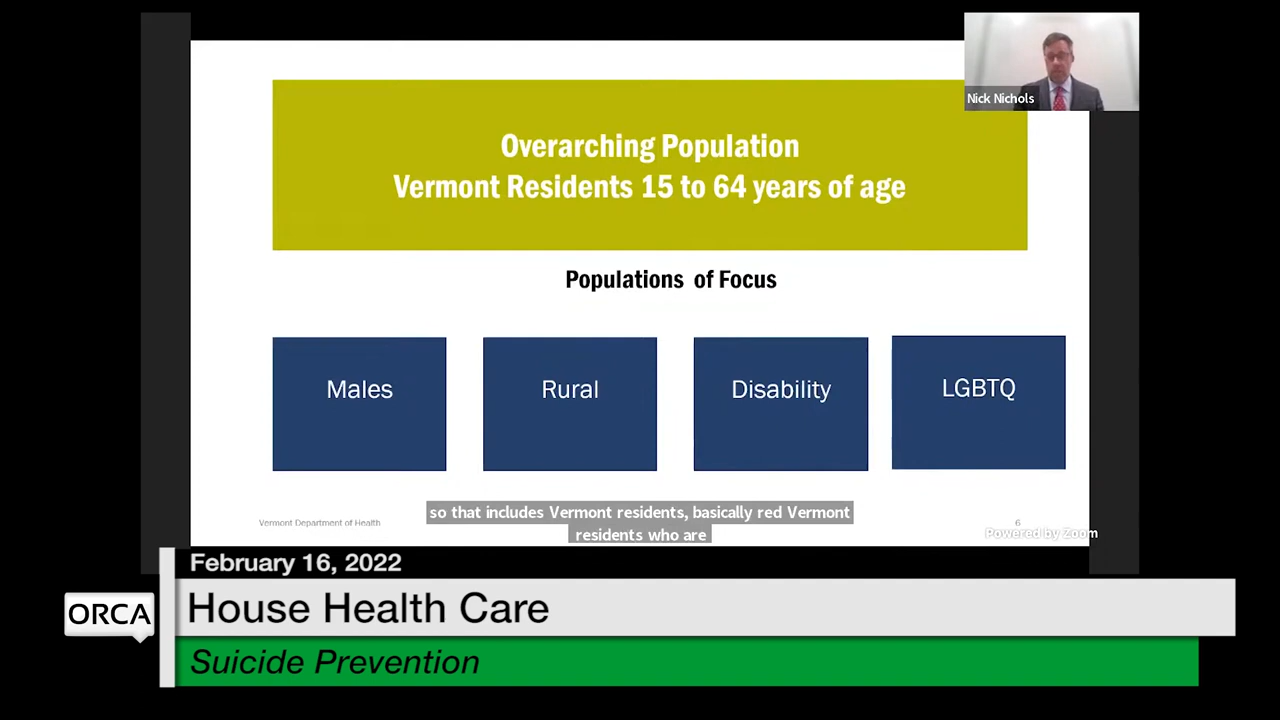 Nick Nichols
Overarching Population
Vermont Residents 15 to 64 years of age
Populations of Focus
Males
Rural
Disability
LGBTQ
so that includes Vermont residents, basically red Vermont
residents who are
Vermont Department of Health
6
Powered by Zoom
February 16, 2022
ORCA
House Health Care
Suicide Prevention